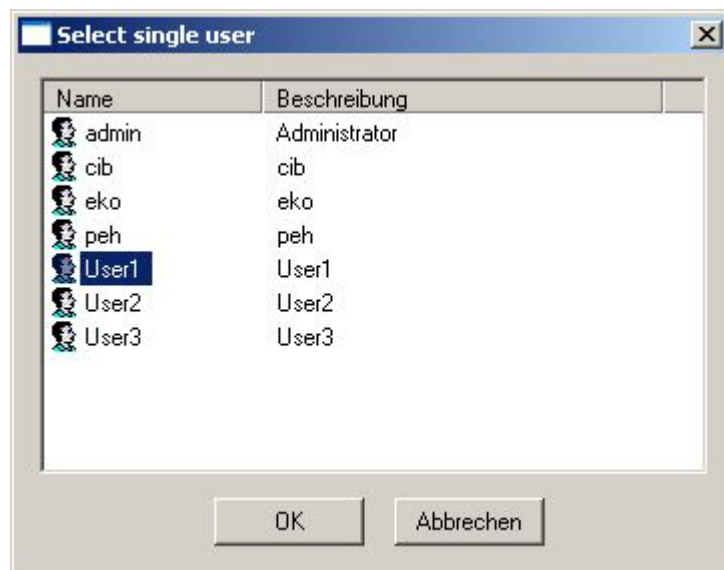 Select single user
Name Beschreibung
admin Administrator
cib cib
eko eko
peh peh
User1 User1
User2 User2
User3 User3
OK Abbrechen